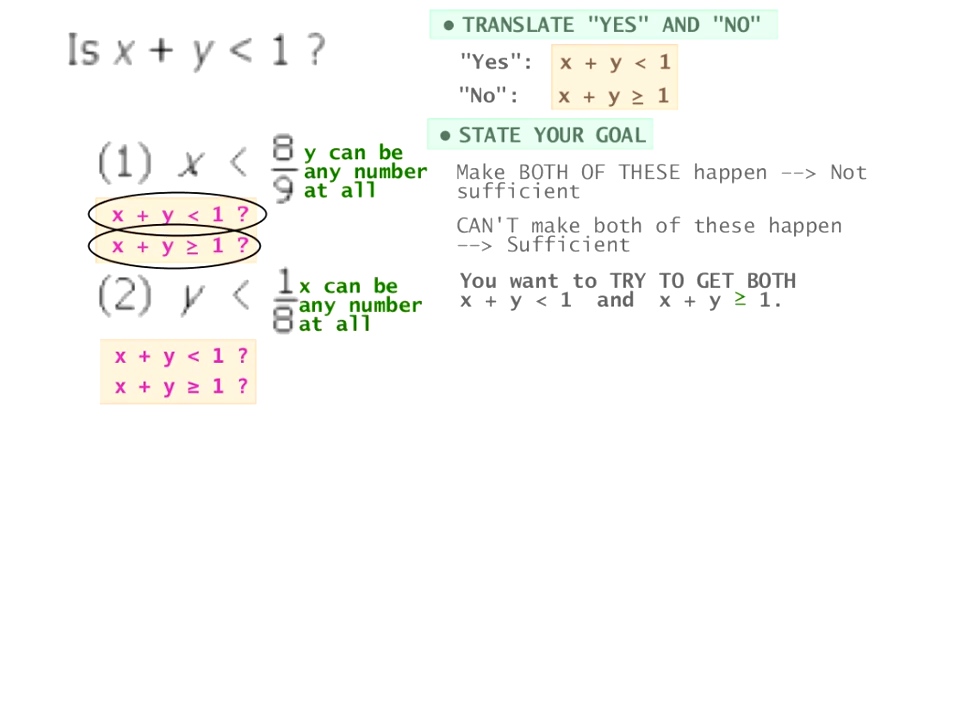 Is x + y < 1 ?
• TRANSLATE "YES" AND "NO"
"Yes": x + y < 1
"No": x + y ≥ 1
• STATE YOUR GOAL
Make BOTH OF THESE happen --> Not
sufficient
CAN'T make both of these happen
--> Sufficient
You want to TRY TO GET BOTH
x + y < 1 and x + y ≥ 1.
(1) x < 8/9
y can be
any number
at all
x + y < 1 ?
x + y ≥ 1 ?
(2) y < 1/8
x can be
any number
at all
x + y < 1 ?
x + y ≥ 1 ?